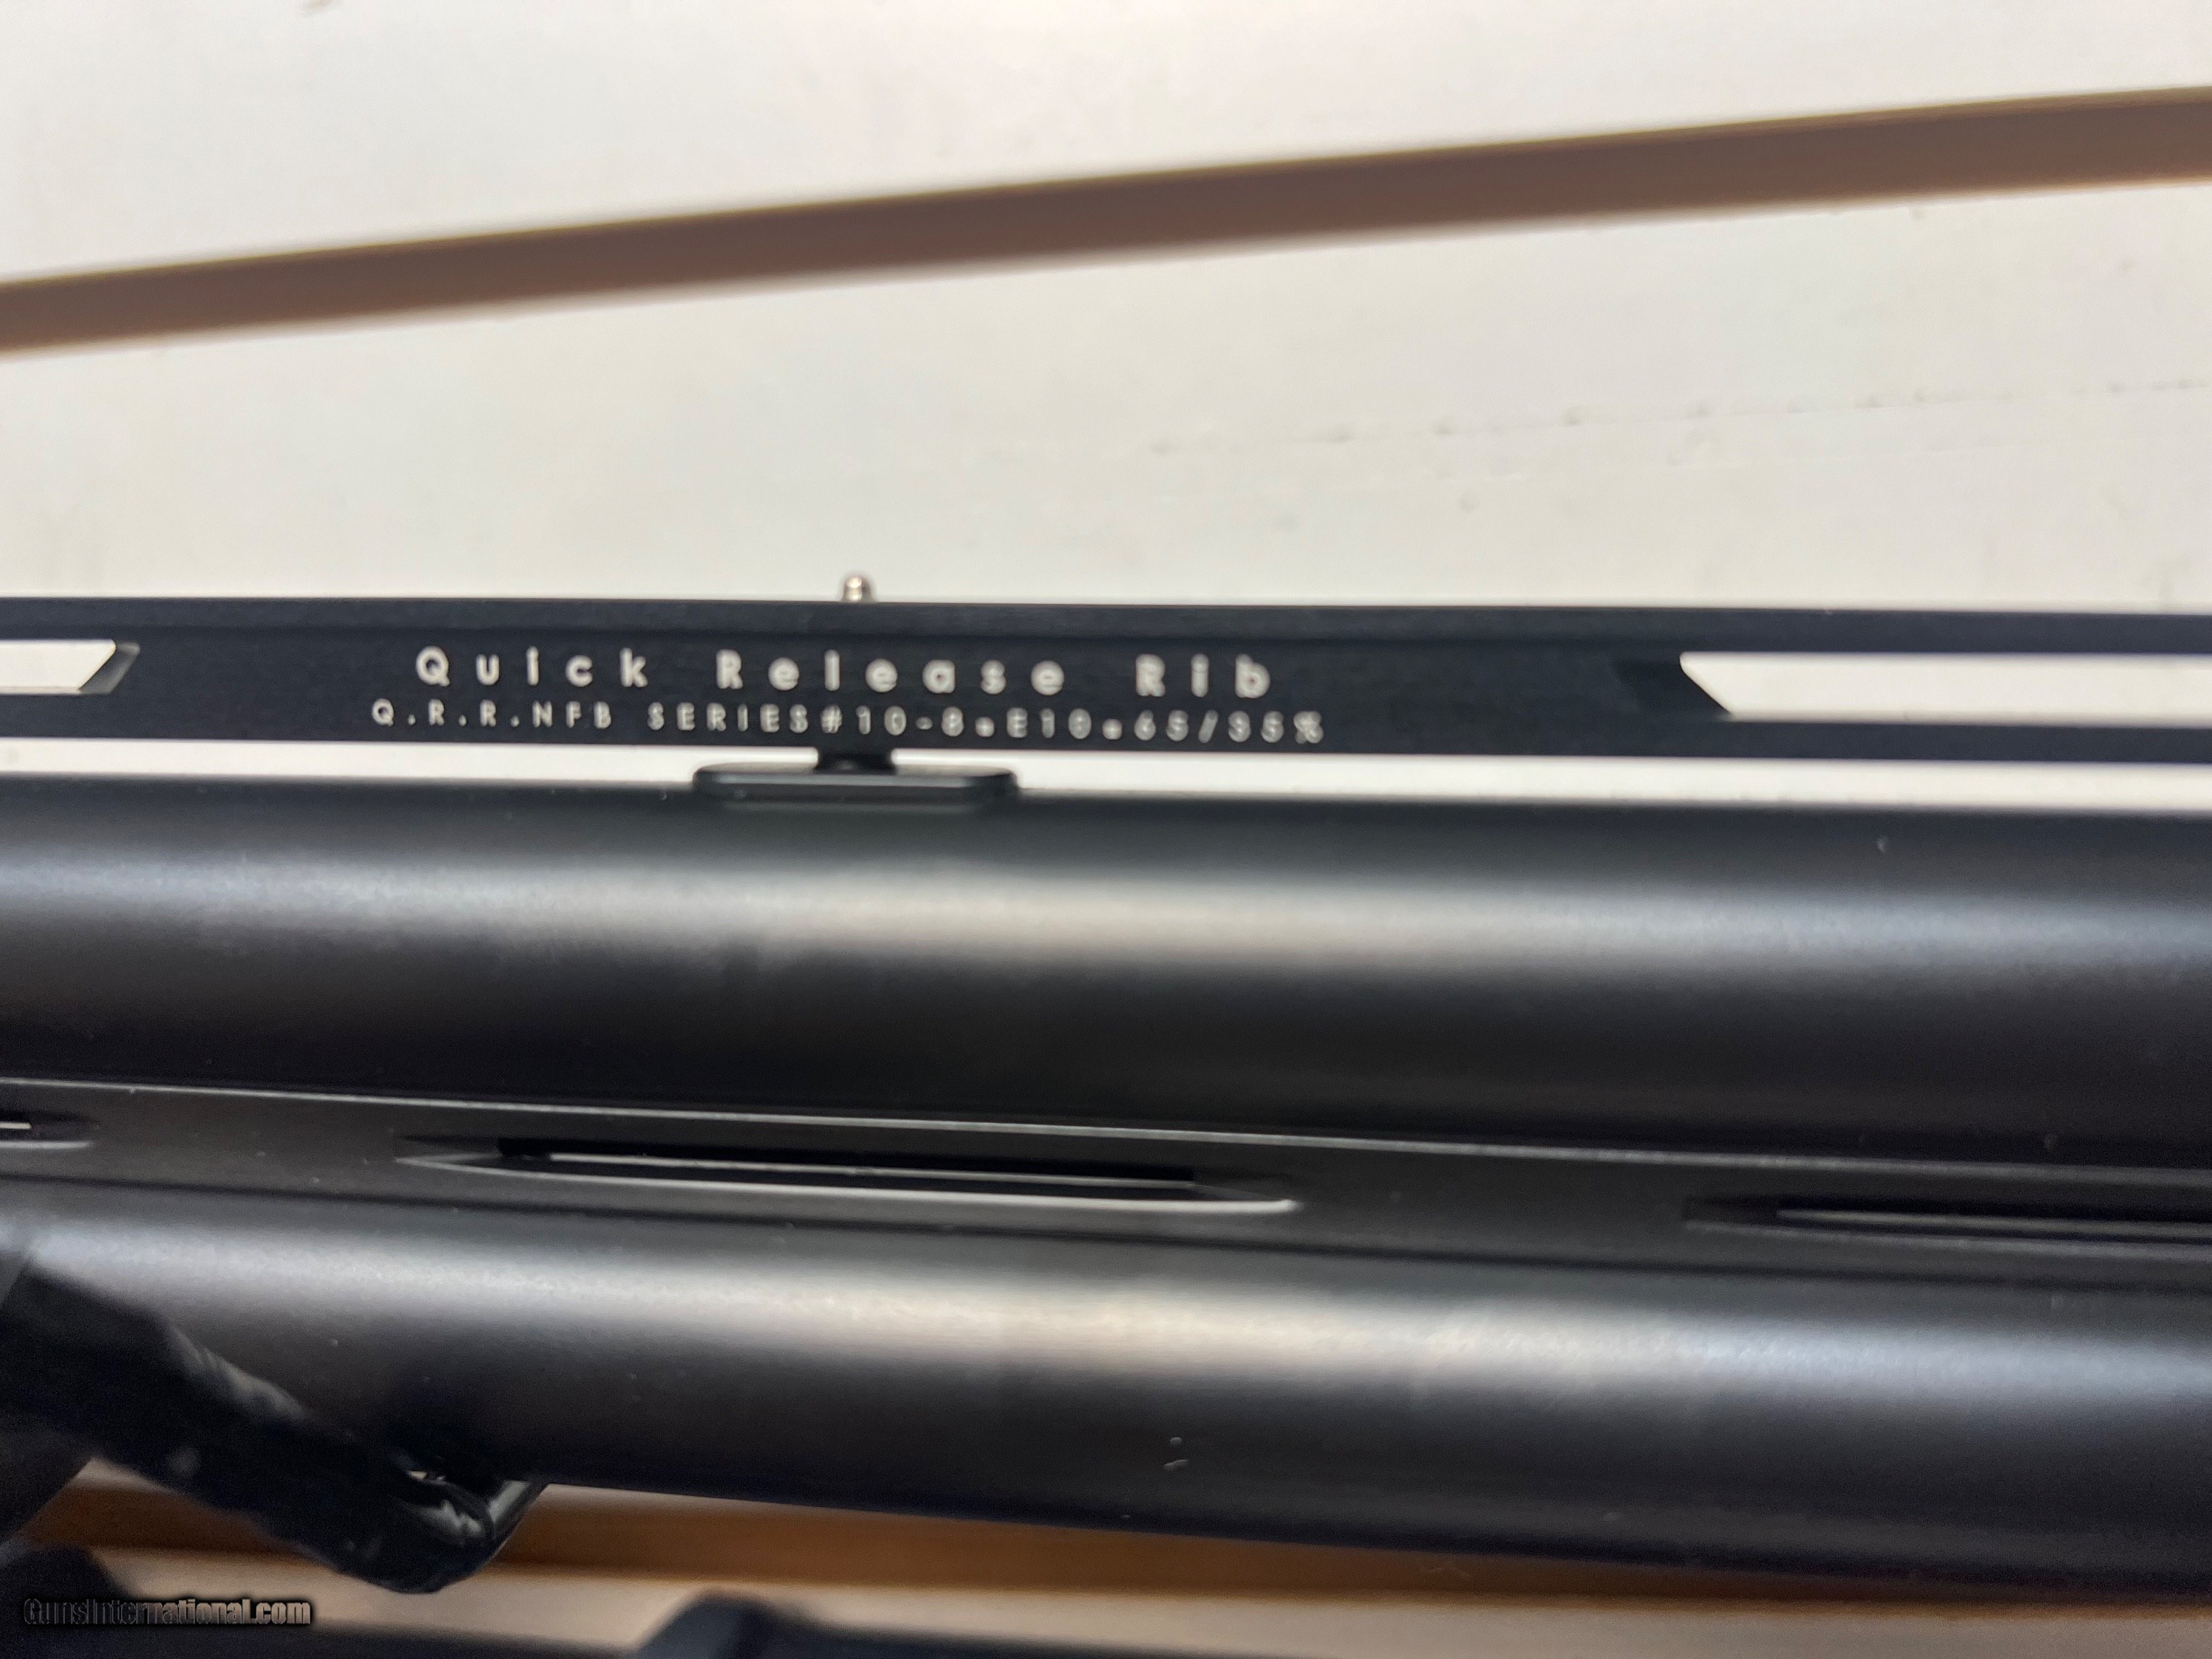 Quick Release Rib
Q.R.R.NFB SERIES#10-8.E10.65/35%
GunsInternational.com